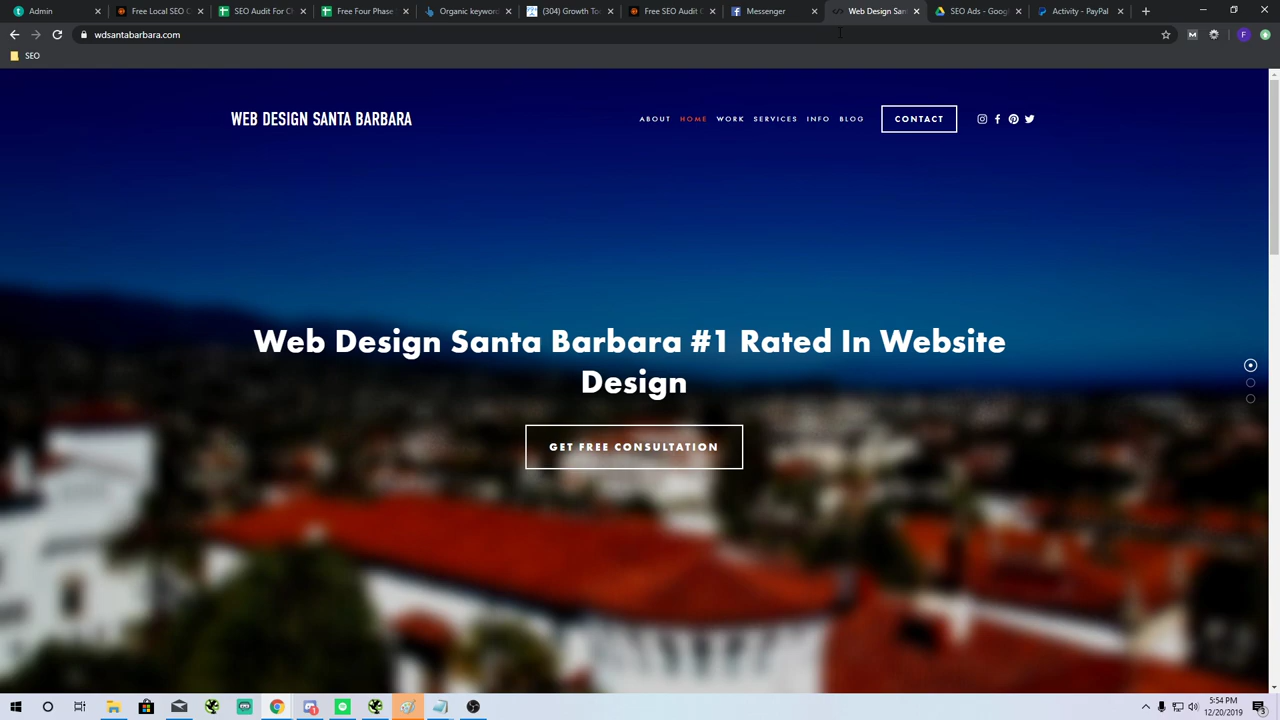 Admin
Free Local SEO C
SEO Audit For C
Free Four Phase
Organic keyword
(304) Growth To
Free SEO Audit C
Messenger
Web Design San
SEO Ads - Googl
Activity - PayPal
wdsantabarbara.com
SEO
WEB DESIGN SANTA BARBARA
ABOUT HOME WORK SERVICES INFO BLOG CONTACT
Web Design Santa Barbara #1 Rated In Website
Design
GET FREE CONSULTATION
5:54 PM
12/20/2019